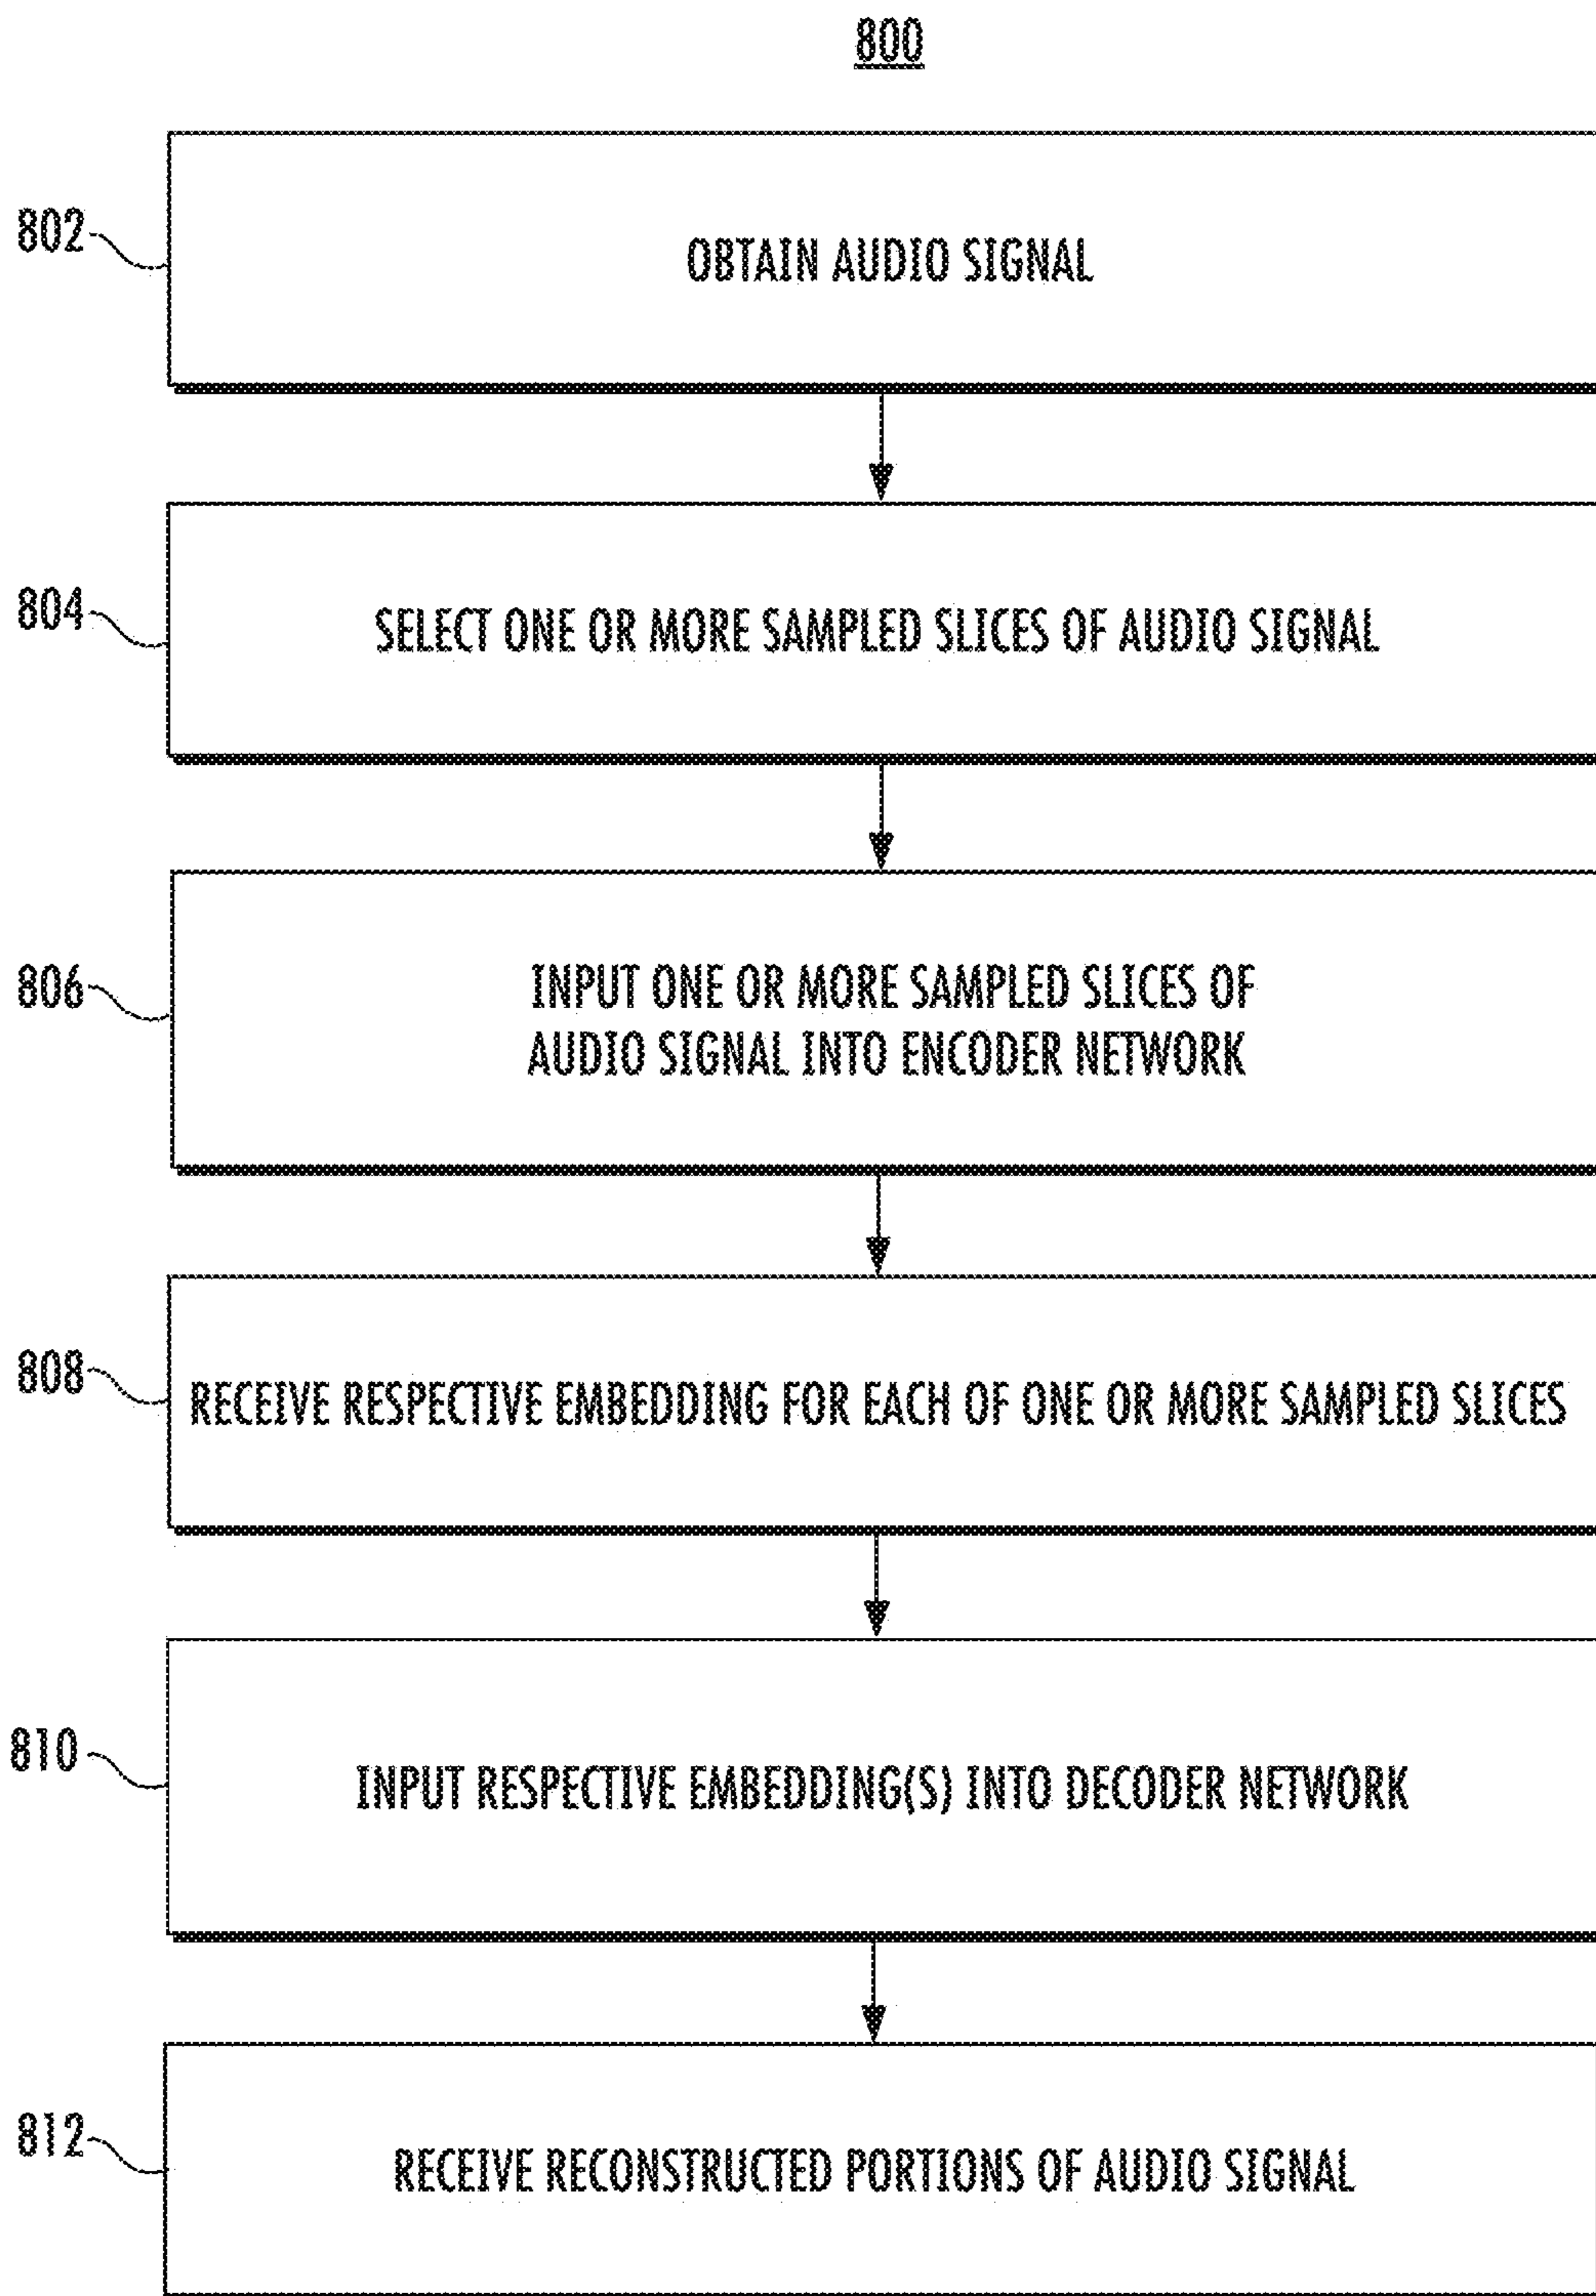 800
802
OBTAIN AUDIO SIGNAL
804
SELECT ONE OR MORE SAMPLED SLICES OF AUDIO SIGNAL
806
INPUT ONE OR MORE SAMPLED SLICES OF
AUDIO SIGNAL INTO ENCODER NETWORK
808
RECEIVE RESPECTIVE EMBEDDING FOR EACH OF ONE OR MORE SAMPLED SLICES
810
INPUT RESPECTIVE EMBEDDING(S) INTO DECODER NETWORK
812
RECEIVE RECONSTRUCTED PORTIONS OF AUDIO SIGNAL